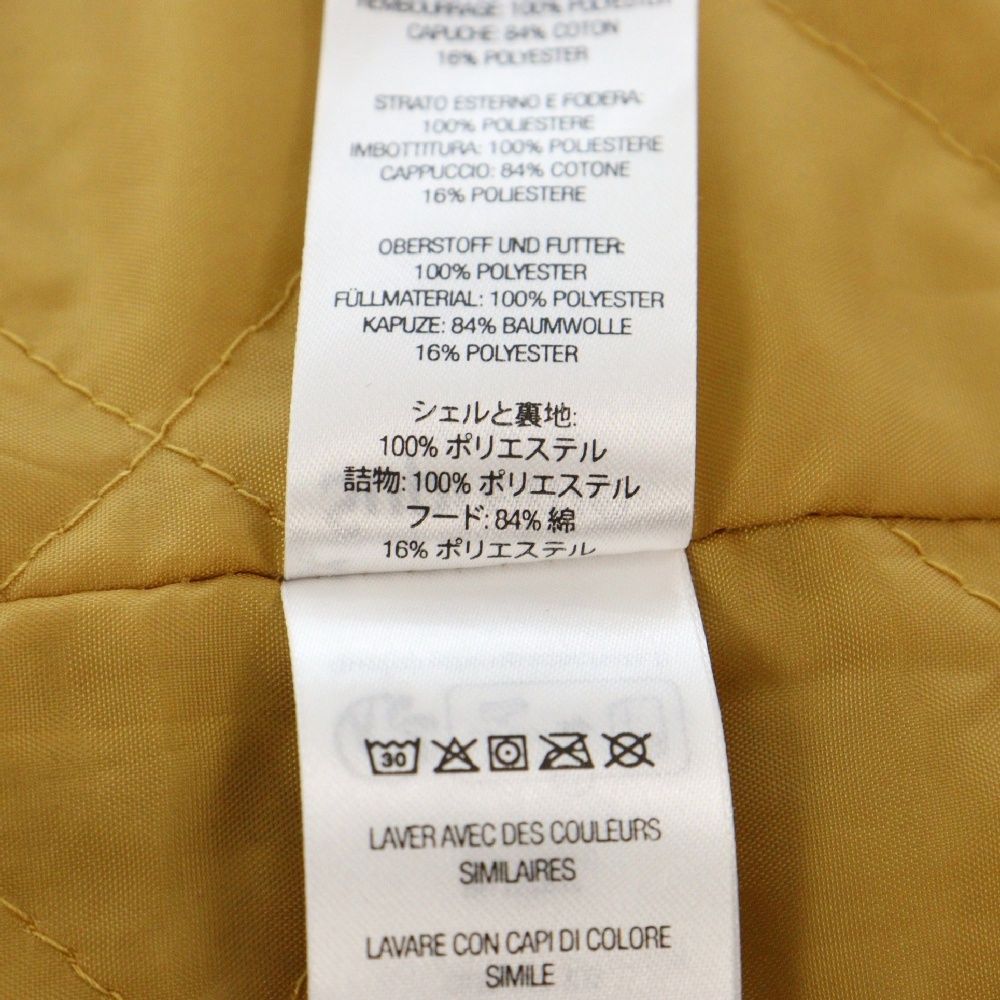 REMBOURRAGE: 100% POLYESTER
CAPUCHE: 84% COTON
16% POLYESTER
STRATO ESTERNO E FODERA:
100% POLIESTERE
IMBOTTITURA: 100% POLIESTERE
CAPPUCCIO: 84% COTONE
16% POLIESTERE
OBERSTOFF UND FUTTER:
100% POLYESTER
FÜLLMATERIAL: 100% POLYESTER
KAPUZE: 84% BAUMWOLLE
16% POLYESTER
シェルと裏地:
100% ポリエステル
詰物: 100% ポリエステル
フード: 84% 綿
16% ポリエステル
30
LAVER AVEC DES COULEURS
SIMILAIRES
LAVARE CON CAPI DI COLORE
SIMILE